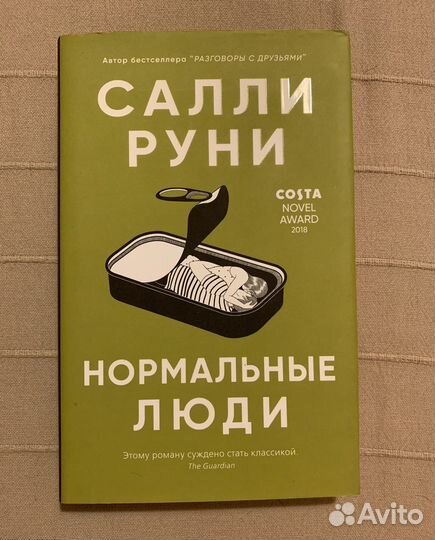 Автор бестселлера "РАЗГОВОРЫ С ДРУЗЬЯМИ"
САЛЛИ
РУНИ
COSTA
NOVEL
AWARD
2018
НОРМАЛЬНЫЕ
ЛЮДИ
Этому роману суждено стать классикой.
The Guardian
Avito